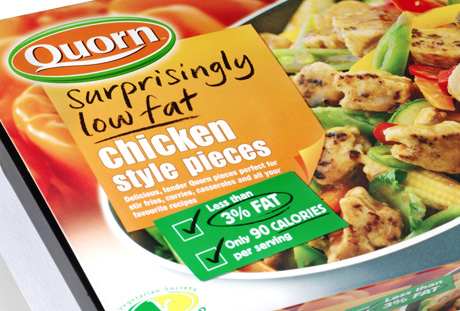 Quorn
surprisingly
low fat
chicken
style pieces
Delicious, tender Quorn pieces perfect for
stir fries, curries, casseroles and all your
favourite recipes
Less than
3% FAT
Only 90 CALORIES
per serving
Vegetarian Society
Less than
3% FAT